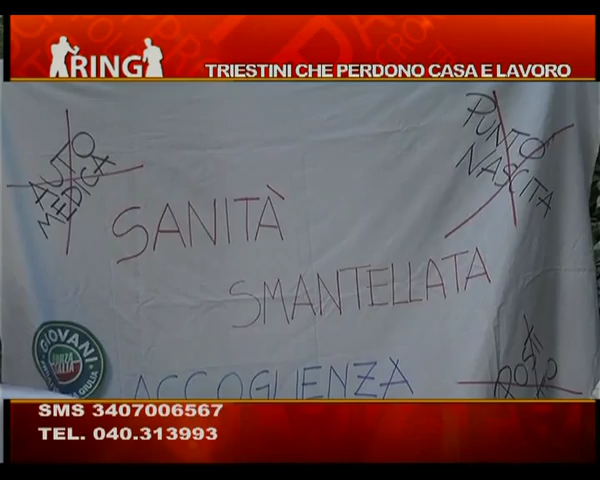 RING
TRIESTINI CHE PERDONO CASA E LAVORO
AUTO
MEDICA
PUNTO
NASCITA
SANITÀ
SMANTELLATA
GIOVANI
FORZA
ITALIA
ACCOGLIENZA
SMS 3407006567
TEL. 040.313993